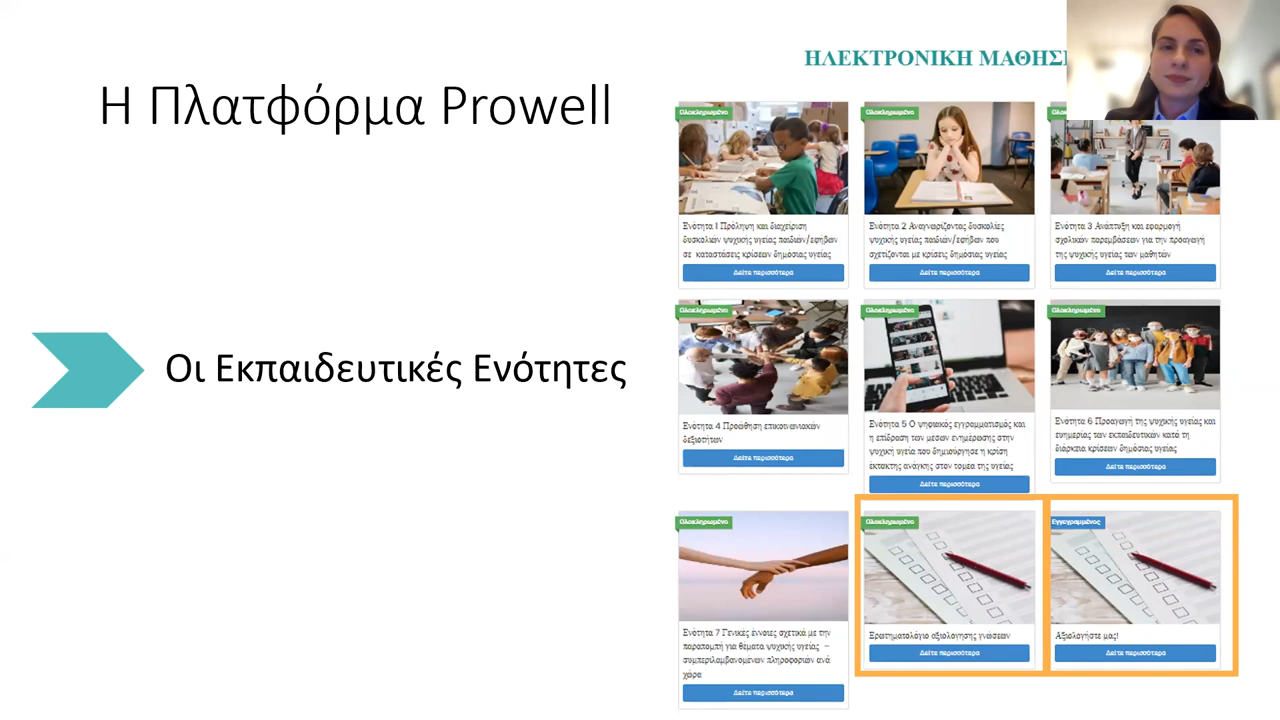 Η Πλατφόρμα Prowell
Οι Εκπαιδευτικές Ενότητες
ΗΛΕΚΤΡΟΝΙΚΗ ΜΑΘΗΣ
Ολοκληρωμένο
Ενότητα 1 Πρόληψη και διαχείριση
δυσκολιών ψυχικής υγείας παιδιών/εφήβων
σε καταστάσεις κρίσεων δημόσιας υγείας
Δείτε περισσότερα
Ολοκληρωμένο
Ενότητα 2 Αναγνωρίζοντας δυσκολίες
ψυχικής υγείας παιδιών/εφήβων που
σχετίζονται με κρίσεις δημόσιας υγείας
Δείτε περισσότερα
Ενότητα 3 Ανάπτυξη και εφαρμογή
σχολικών παρεμβάσεων για την προαγωγή
της ψυχικής υγείας των μαθητών
Δείτε περισσότερα
Ολοκληρωμένο
Ενότητα 4 Προώθηση επικοινωνιακών
δεξιοτήτων
Δείτε περισσότερα
Ολοκληρωμένο
Ενότητα 5 Ο ψηφιακός εγγραμματισμός και
η επίδραση των μέσων ενημέρωσης στην
ψυχική υγεία που δημιούργησε η κρίση
έκτακτης ανάγκης στον τομέα της υγείας
Δείτε περισσότερα
Ολοκληρωμένο
Ενότητα 6 Προαγωγή της ψυχικής υγείας και
ευημερίας των εκπαιδευτικών κατά τη
διάρκεια κρίσεων δημόσιας υγείας
Δείτε περισσότερα
Ολοκληρωμένο
Ενότητα 7 Γενικές έννοιες σχετικά με την
παραπομπή για θέματα ψυχικής υγείας –
συμπεριλαμβανομένων πληροφοριών ανά
χώρα
Δείτε περισσότερα
Ολοκληρωμένο
Ερωτηματολόγιο αξιολόγησης γνώσεων
Δείτε περισσότερα
Εγγεγραμμένος
Αξιολογήστε μας!
Δείτε περισσότερα